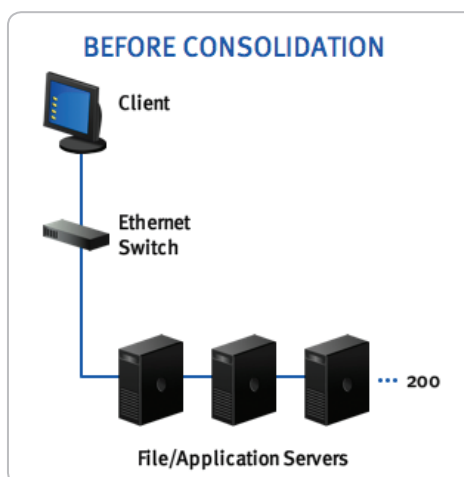 BEFORE CONSOLIDATION
Client
Ethernet
Switch
... 200
File/Application Servers